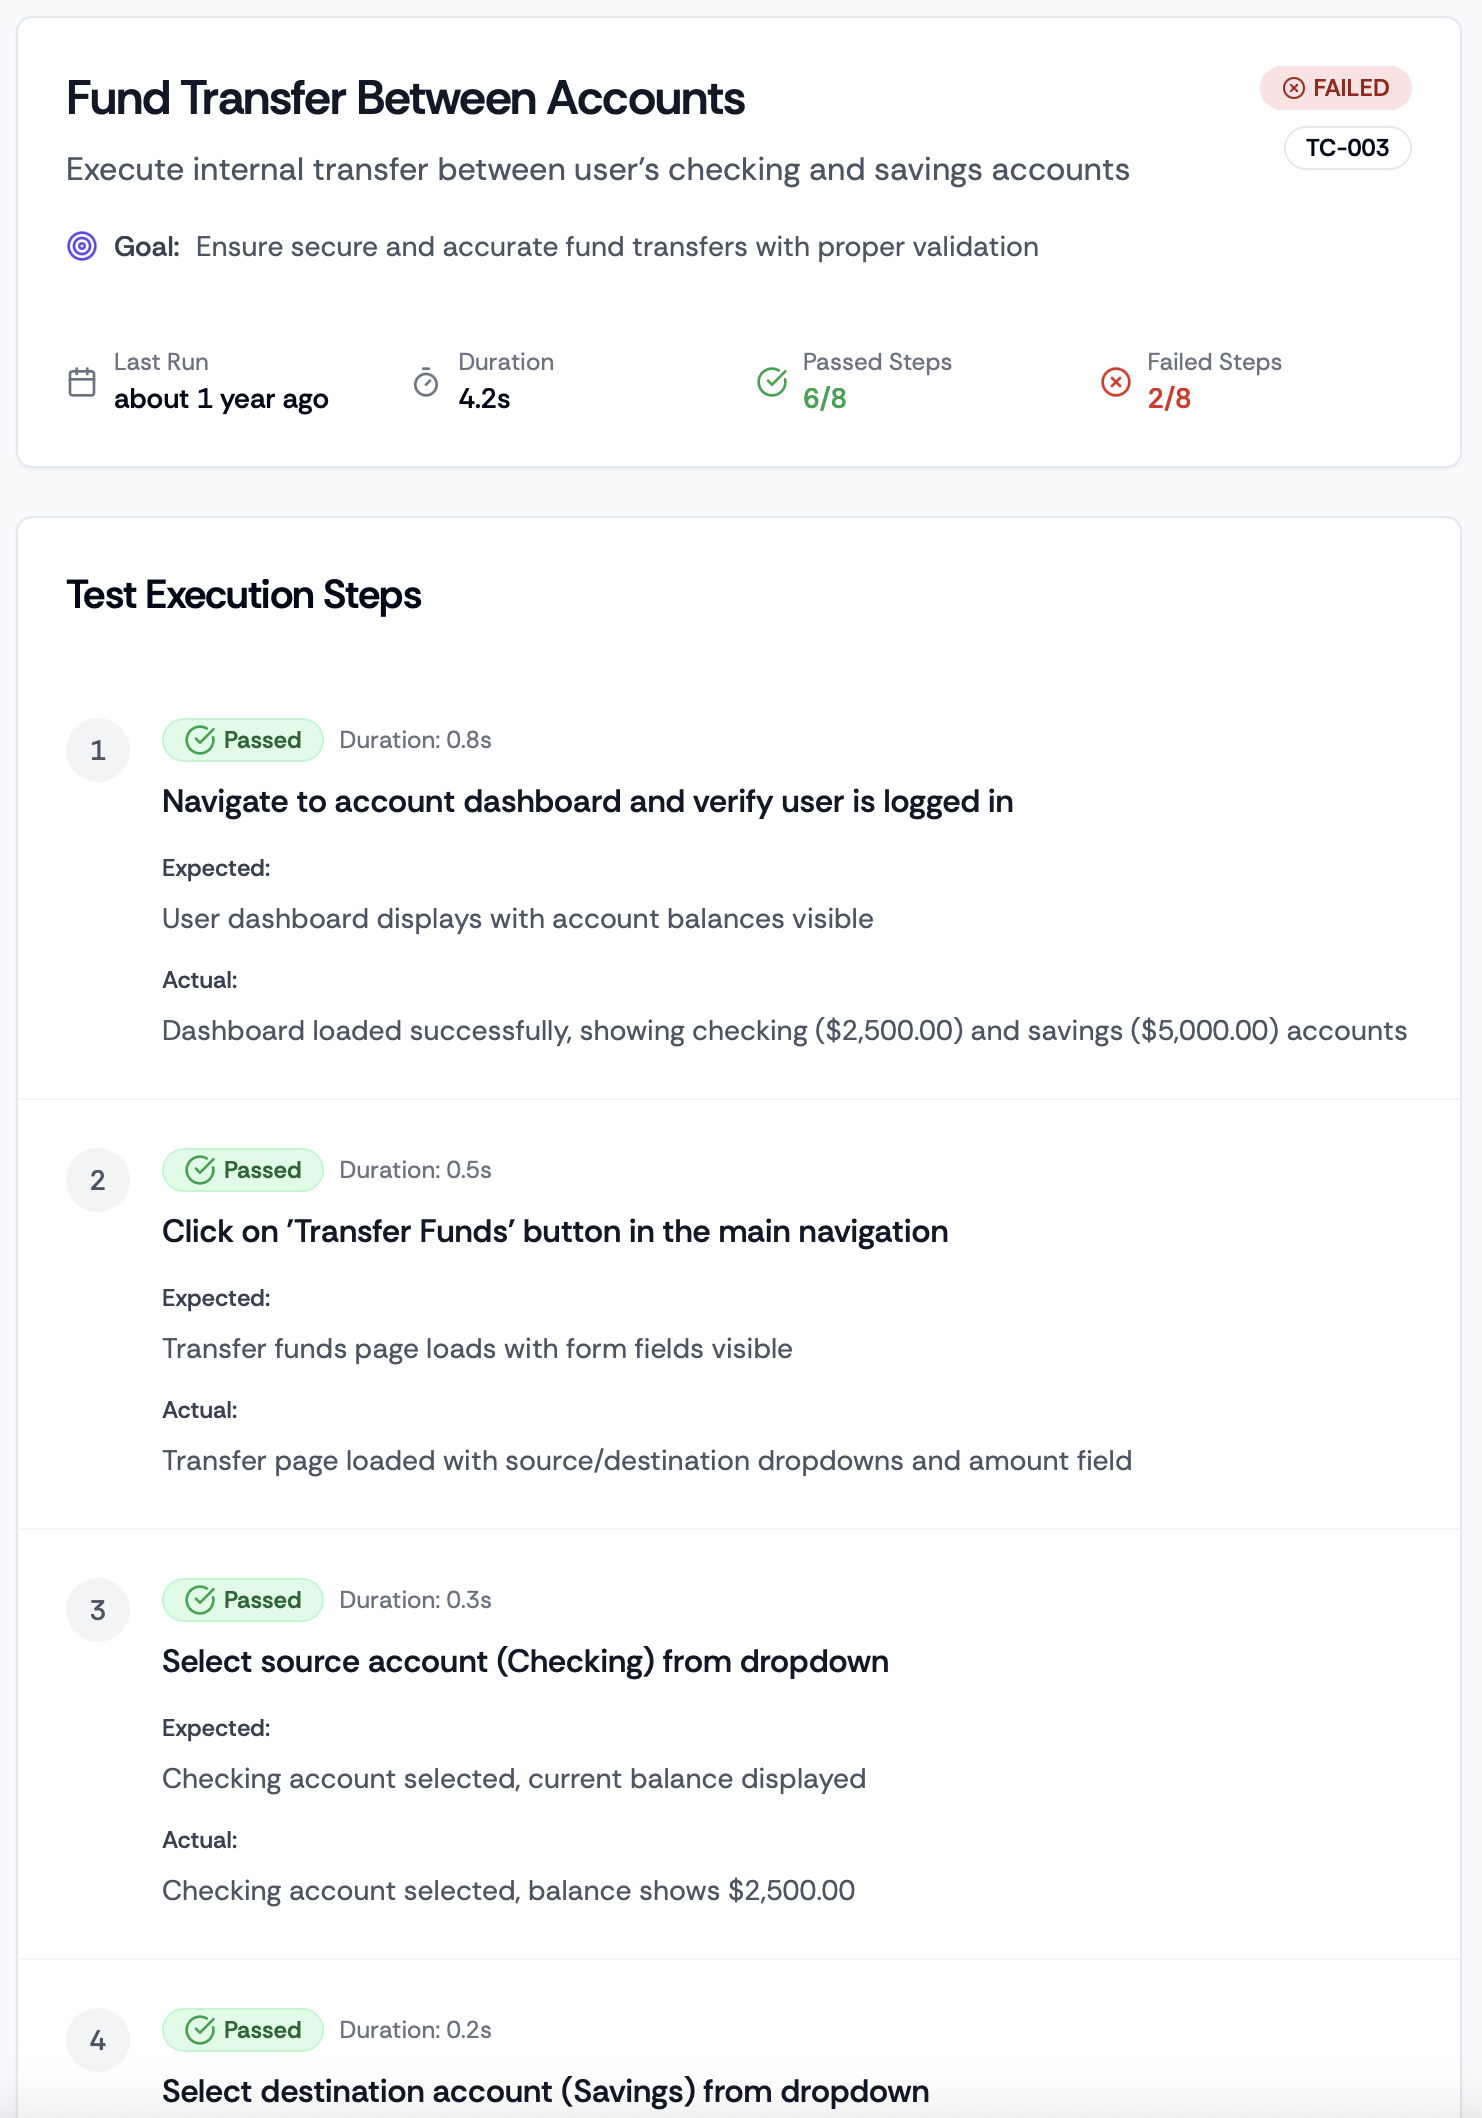 Fund Transfer Between Accounts
FAILED
Execute internal transfer between user's checking and savings accounts
TC-003
Goal: Ensure secure and accurate fund transfers with proper validation
Last Run
about 1 year ago
Duration
4.2s
Passed Steps
6/8
Failed Steps
2/8
Test Execution Steps
1
Passed Duration: 0.8s
Navigate to account dashboard and verify user is logged in
Expected:
User dashboard displays with account balances visible
Actual:
Dashboard loaded successfully, showing checking ($2,500.00) and savings ($5,000.00) accounts
2
Passed Duration: 0.5s
Click on 'Transfer Funds' button in the main navigation
Expected:
Transfer funds page loads with form fields visible
Actual:
Transfer page loaded with source/destination dropdowns and amount field
3
Passed Duration: 0.3s
Select source account (Checking) from dropdown
Expected:
Checking account selected, current balance displayed
Actual:
Checking account selected, balance shows $2,500.00
4
Passed Duration: 0.2s
Select destination account (Savings) from dropdown